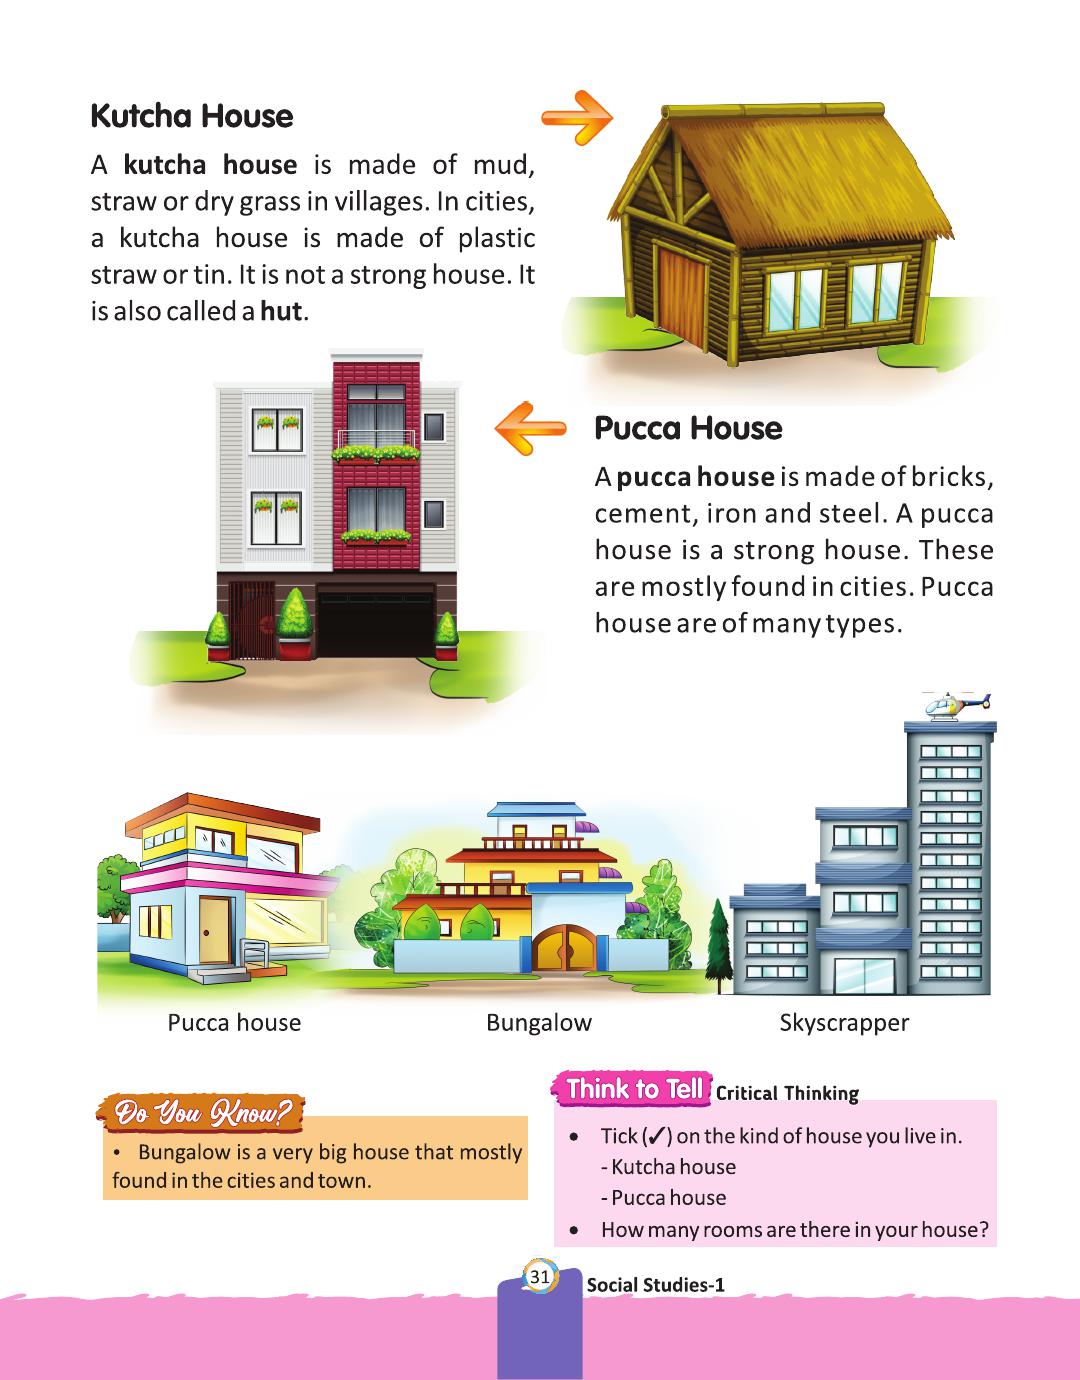 Kutcha House
A kutcha house is made of mud,
straw or dry grass in villages. In cities,
a kutcha house is made of plastic
straw or tin. It is not a strong house. It
is also called a hut.
Pucca House
A pucca house is made of bricks,
cement, iron and steel. A pucca
house is a strong house. These
are mostly found in cities. Pucca
house are of many types.
Pucca house
Bungalow
Skyscrapper
Do You Know?
• Bungalow is a very big house that mostly
found in the cities and town.
Think to Tell Critical Thinking
• Tick (✓) on the kind of house you live in.
- Kutcha house
- Pucca house
• How many rooms are there in your house?
31
Social Studies-1